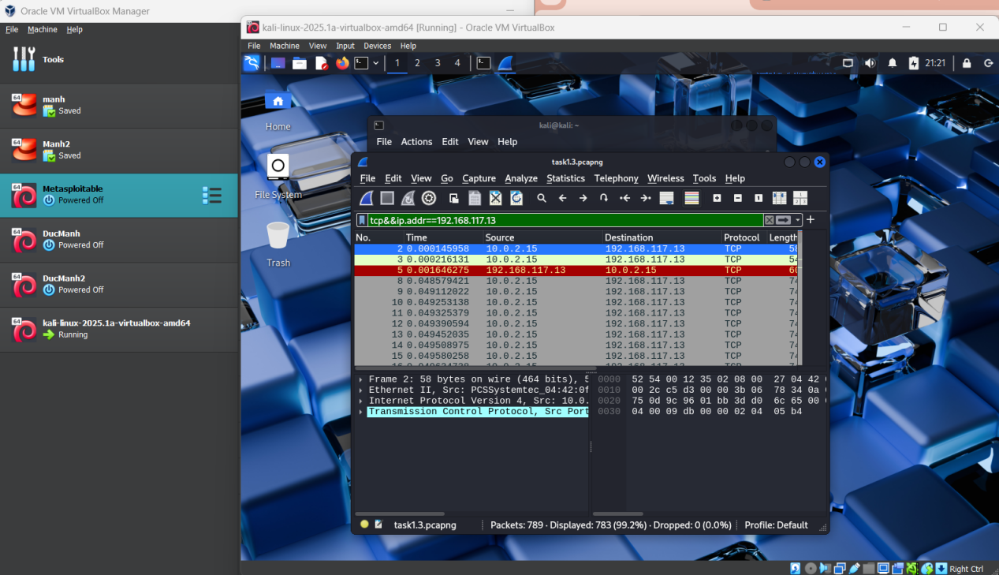 Oracle VM VirtualBox Manager
File Machine Help
Tools
64 manh
Saved
64 Manh2
Saved
64 Metasploitable
Powered Off
64 DucManh
Powered Off
64 DucManh2
Powered Off
64 kali-linux-2025.1a-virtualbox-amd64
Running
kali-linux-2025.1a-virtualbox-amd64 [Running] - Oracle VM VirtualBox
File Machine View Input Devices Help
1 2 3 4 21:21
Home
File System
Trash
kali@kali: ~
File Actions Edit View Help
task1.3.pcapng
File Edit View Go Capture Analyze Statistics Telephony Wireless Tools Help
tcp&&ip.addr==192.168.117.13
No. Time Source Destination Protocol Length
2 0.000145958 10.0.2.15 192.168.117.13 TCP 58
3 0.000216131 10.0.2.15 192.168.117.13 TCP 54
5 0.001646275 192.168.117.13 10.0.2.15 TCP 60
8 0.048579421 10.0.2.15 192.168.117.13 TCP 74
9 0.049112022 10.0.2.15 192.168.117.13 TCP 74
10 0.049253138 10.0.2.15 192.168.117.13 TCP 74
11 0.049325379 10.0.2.15 192.168.117.13 TCP 74
12 0.049390594 10.0.2.15 192.168.117.13 TCP 74
13 0.049452035 10.0.2.15 192.168.117.13 TCP 74
14 0.049508975 10.0.2.15 192.168.117.13 TCP 74
15 0.049580258 10.0.2.15 192.168.117.13 TCP 74
Frame 2: 58 bytes on wire (464 bits), 5
Ethernet II, Src: PCSSystemtec_04:42:0f
Internet Protocol Version 4, Src: 10.0.
Transmission Control Protocol, Src Port
0000 52 54 00 12 35 02 08 00 27 04 42
0010 00 2c c5 d3 00 00 3b 06 78 34 0a
0020 75 0d 9c 96 01 bb 3d d0 6c 65 00
0030 04 00 09 db 00 00 02 04 05 b4
task1.3.pcapng Packets: 789 · Displayed: 783 (99.2%) · Dropped: 0 (0.0%) Profile: Default
Right Ctrl